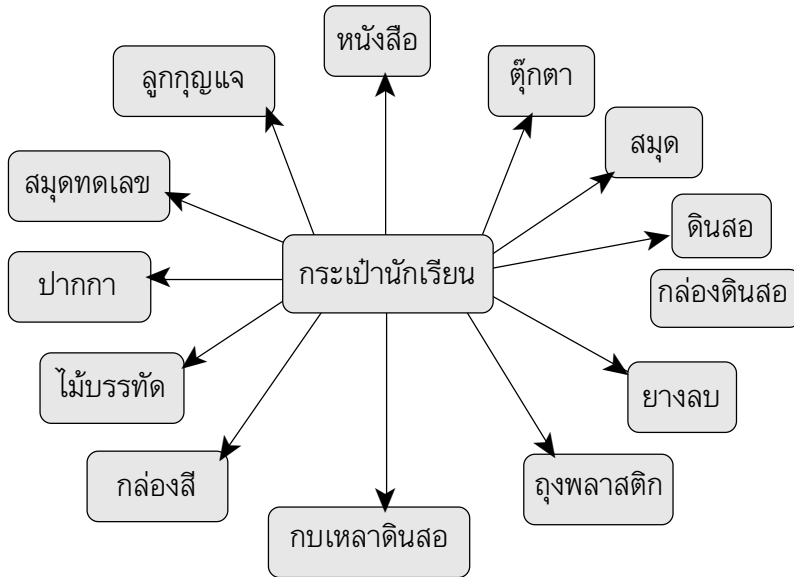 หนังสือ
ลูกกุญแจ
ตุ๊กตา
สมุด
สมุดทดเลข
ดินสอ
กระเป๋านักเรียน
ปากกา
กล่องดินสอ
ไม้บรรทัด
ยางลบ
กล่องสี
ถุงพลาสติก
กบเหลาดินสอ